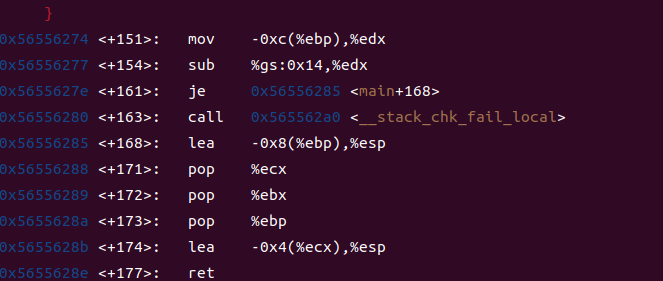 }
0x56556274 <+151>: mov -0xc(%ebp),%edx
0x56556277 <+154>: sub %gs:0x14,%edx
0x5655627e <+161>: je 0x56556285 <main+168>
0x56556280 <+163>: call 0x565562a0 <__stack_chk_fail_local>
0x56556285 <+168>: lea -0x8(%ebp),%esp
0x56556288 <+171>: pop %ecx
0x56556289 <+172>: pop %ebx
0x5655628a <+173>: pop %ebp
0x5655628b <+174>: lea -0x4(%ecx),%esp
0x5655628e <+177>: ret